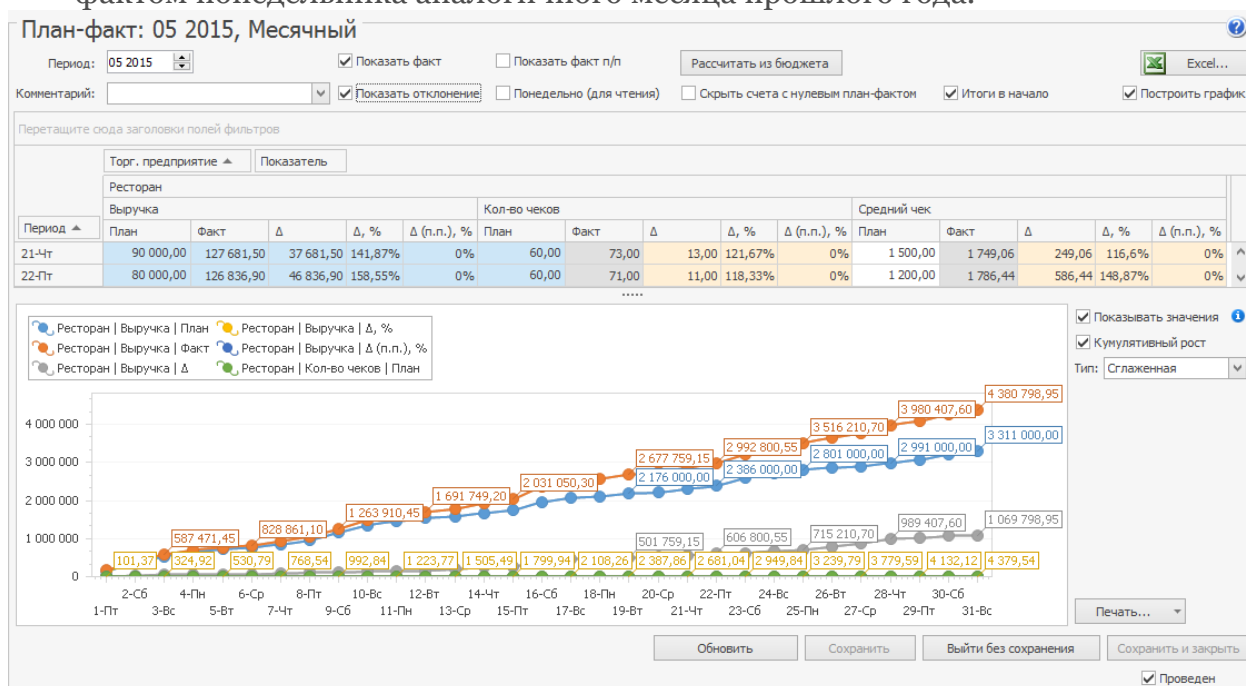 фактом понедельника аналогичного месяца прошлого года.
План-факт: 05 2015, Месячный
Период: 05 2015 Показать факт Показать факт п/п Рассчитать из бюджета Excel...
Комментарий: Показать отклонение Понедельно (для чтения) Скрыть счета с нулевым план-фактом Итоги в начало Построить график
Перетащите сюда заголовки полей фильтров
Торг. предприятие Показатель
Ресторан
Выручка Кол-во чеков Средний чек
Период План Факт Δ Δ, % Δ (п.п.), % План Факт Δ Δ, % Δ (п.п.), % План Факт Δ Δ, % Δ (п.п.), %
21-Чт 90 000,00 127 681,50 37 681,50 141,87% 0% 60,00 73,00 13,00 121,67% 0% 1 500,00 1 749,06 249,06 116,6% 0%
22-Пт 80 000,00 126 836,90 46 836,90 158,55% 0% 60,00 71,00 11,00 118,33% 0% 1 200,00 1 786,44 586,44 148,87% 0%
Ресторан | Выручка | План Ресторан | Выручка | Δ, %
Ресторан | Выручка | Факт Ресторан | Выручка | Δ (п.п.), %
Ресторан | Выручка | Δ Ресторан | Кол-во чеков | План
Показывать значения
Кумулятивный рост
Тип: Сглаженная
4 380 798,95
3 980 407,60
4 000 000
3 516 210,70
3 311 000,00
2 992 800,55 2 801 000,00 2 991 000,00
3 000 000
2 677 759,15
2 176 000,00 2 386 000,00
2 031 050,30
2 000 000
1 691 749,20
1 263 910,45
828 861,10
587 471,45
1 000 000
501 759,15 606 800,55 715 210,70 989 407,60 1 069 798,95
101,37 324,92 530,79 768,54 992,84 1 223,77 1 505,49 1 799,94 2 108,26 2 387,86 2 681,04 2 949,84 3 239,79 3 779,59 4 132,12 4 379,54
0
2-Сб 4-Пн 6-Ср 8-Пт 10-Вс 12-Вт 14-Чт 16-Сб 18-Пн 20-Ср 22-Пт 24-Вс 26-Вт 28-Чт 30-Сб
1-Пт 3-Вс 5-Вт 7-Чт 9-Сб 11-Пн 13-Ср 15-Пт 17-Вс 19-Вт 21-Чт 23-Сб 25-Пн 27-Ср 29-Пт 31-Вс
Печать...
Обновить Сохранить Выйти без сохранения Сохранить и закрыть
Проведен